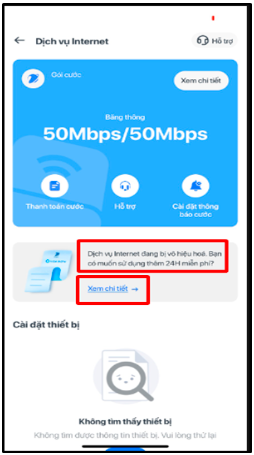 Dịch vụ Internet
Hỗ trợ
Gói cước
Xem chi tiết
Băng thông
50Mbps/50Mbps
Thanh toán cước
Hỗ trợ
Cài đặt thông
báo cước
Dịch vụ Internet đang bị vô hiệu hoá. Bạn
có muốn sử dụng thêm 24H miễn phí?
Xem chi tiết →
Cài đặt thiết bị
Không tìm thấy thiết bị
Không tìm được thông tin thiết bị. Vui lòng thử lại